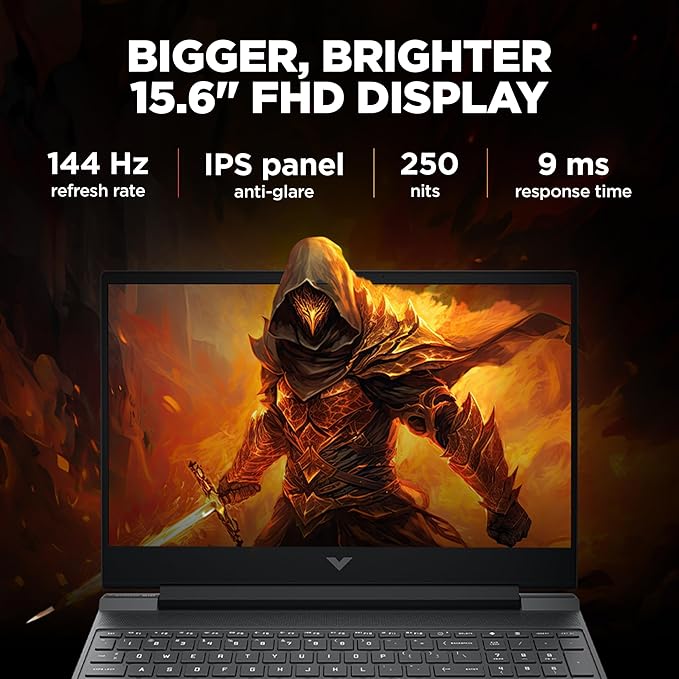 BIGGER, BRIGHTER
15.6" FHD DISPLAY
144 Hz
refresh rate
IPS panel
anti-glare
250
nits
9 ms
response time